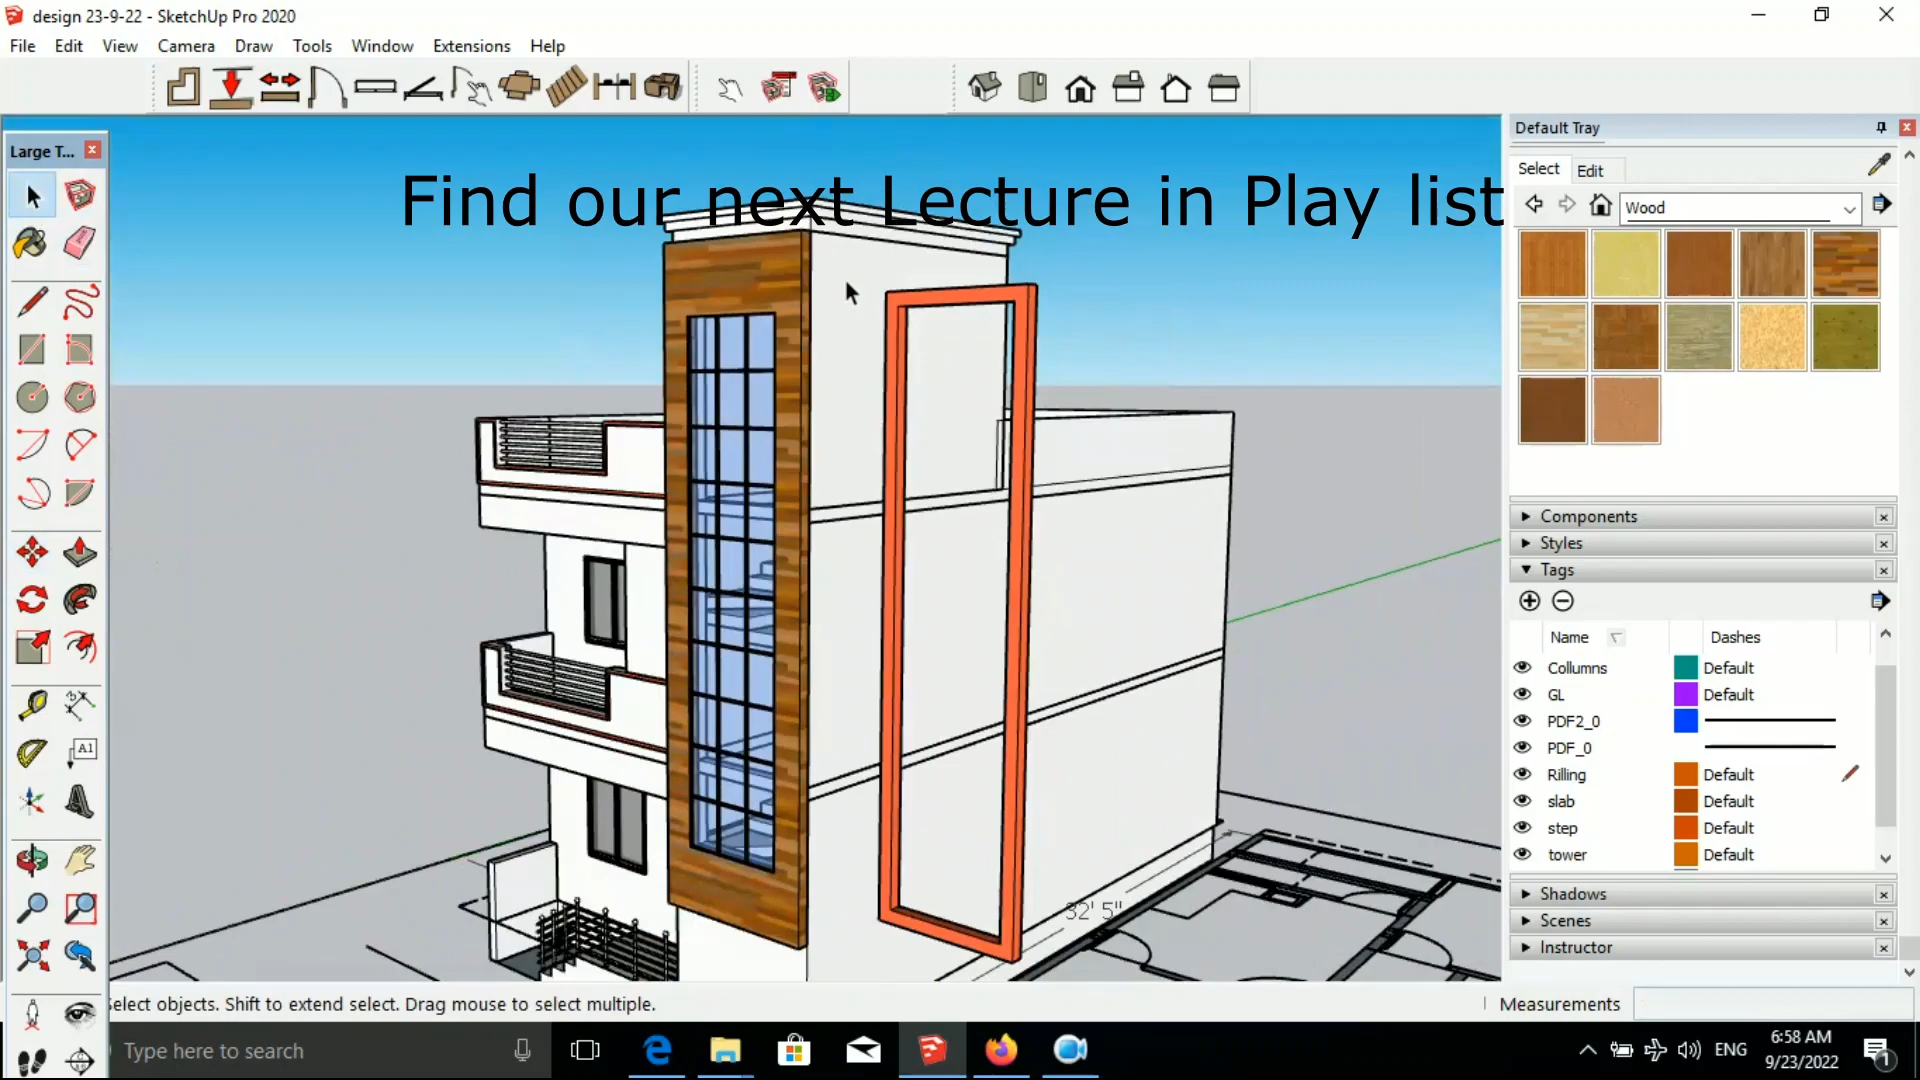 design 23-9-22 - SketchUp Pro 2020
File Edit View Camera Draw Tools Window Extensions Help
Large T...
Find our next Lecture in Play list
32' 5"
A1
Default Tray
Select Edit
Wood
Components
Styles
Tags
Name Dashes
Collumns Default
GL Default
PDF2_0
PDF_0
Rilling Default
slab Default
step Default
tower Default
Shadows
Scenes
Instructor
Select objects. Shift to extend select. Drag mouse to select multiple.
Measurements
Type here to search
ENG
6:58 AM
9/23/2022
1